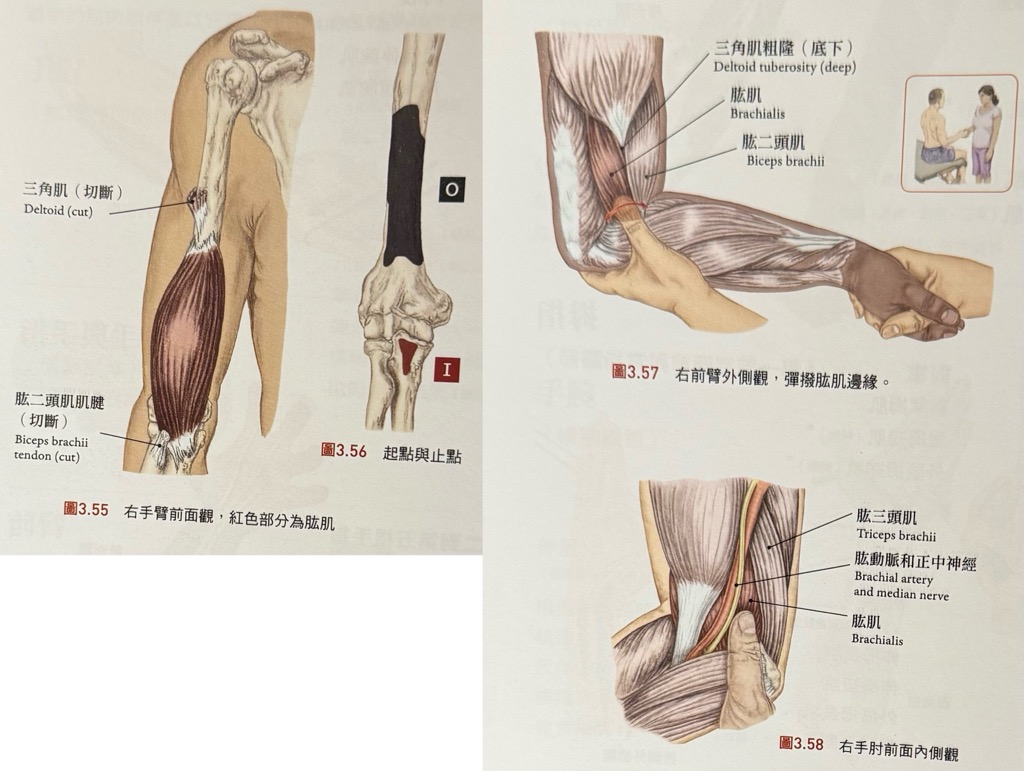 三角肌（切斷）
Deltoid (cut)
肱二頭肌肌腱
（切斷）
Biceps brachii
tendon (cut)
圖3.55 右手臂前面觀，紅色部分為肱肌
O
I
圖3.56 起點與止點
三角肌粗隆（底下）
Deltoid tuberosity (deep)
肱肌
Brachialis
肱二頭肌
Biceps brachii
圖3.57 右前臂外側觀，彈撥肱肌邊緣。
肱三頭肌
Triceps brachii
肱動脈和正中神經
Brachial artery
and median nerve
肱肌
Brachialis
圖3.58 右手肘前面內側觀